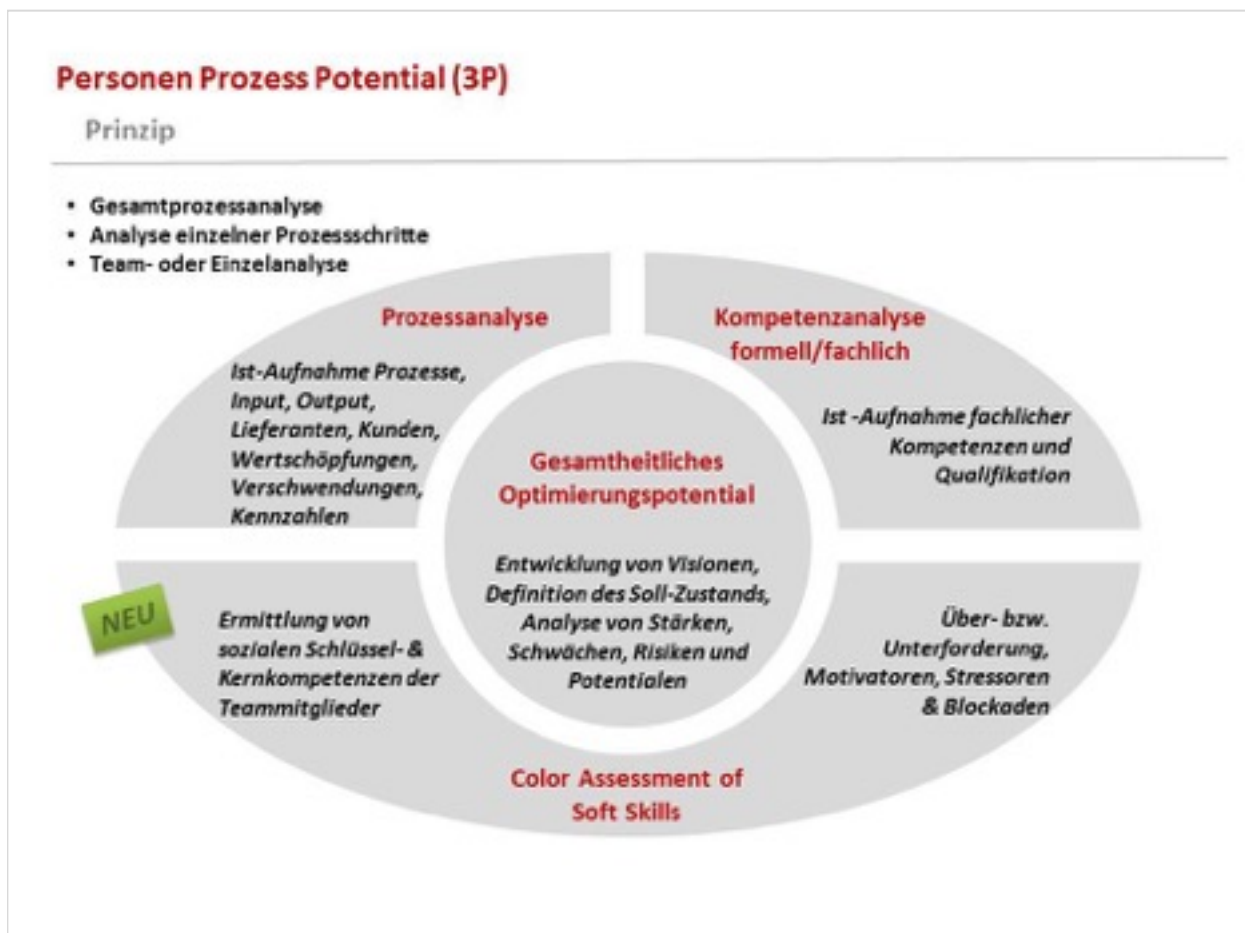 Personen Prozess Potential (3P)
Prinzip
• Gesamtprozessanalyse
• Analyse einzelner Prozessschritte
• Team- oder Einzelanalyse
Prozessanalyse
Ist-Aufnahme Prozesse,
Input, Output,
Lieferanten, Kunden,
Wertschöpfungen,
Verschwendungen,
Kennzahlen
Kompetenzanalyse
formell/fachlich
Ist -Aufnahme fachlicher
Kompetenzen und
Qualifikation
Gesamtheitliches
Optimierungspotential
Entwicklung von Visionen,
Definition des Soll-Zustands,
Analyse von Stärken,
Schwächen, Risiken und
Potentialen
NEU
Ermittlung von
sozialen Schlüssel- &
Kernkompetenzen der
Teammitglieder
Über- bzw.
Unterforderung,
Motivatoren, Stressoren
& Blockaden
Color Assessment of
Soft Skills